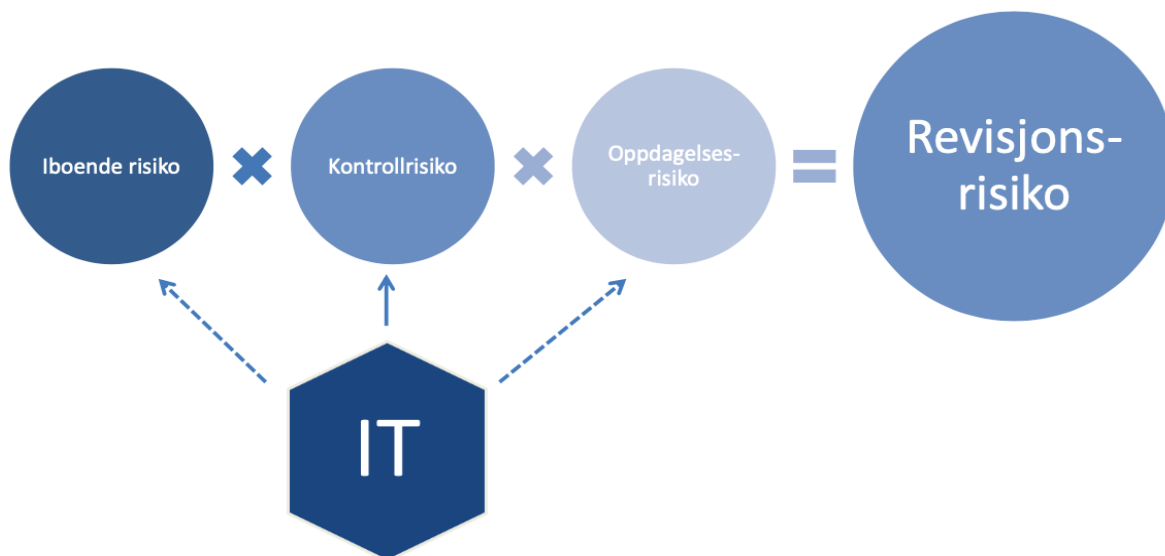 Iboende risiko
Kontrollrisiko
Oppdagelses-
risiko
Revisjons-
risiko
IT